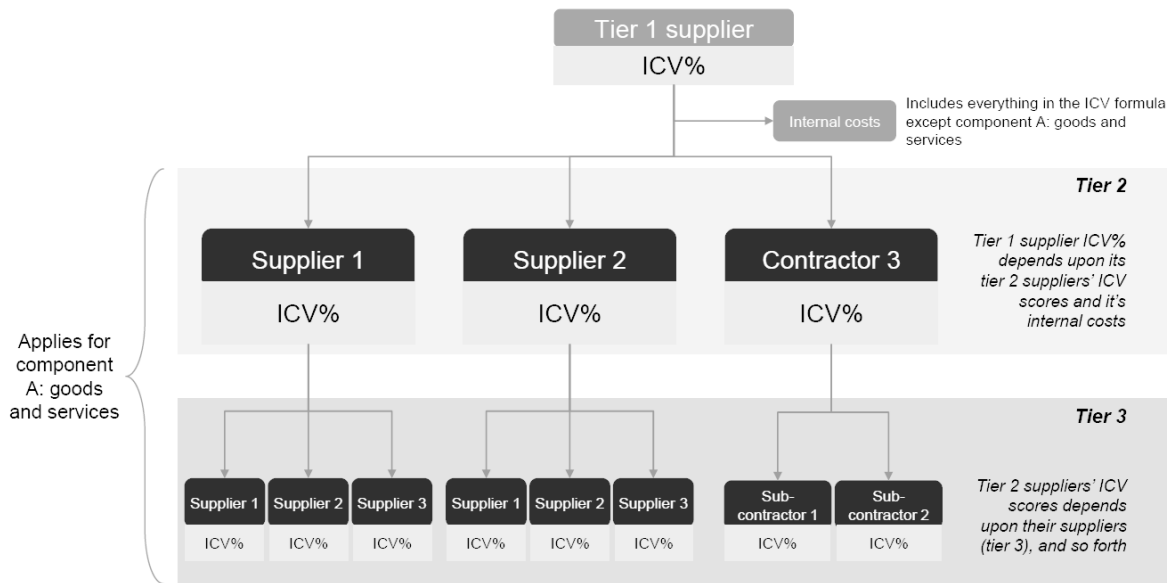 Tier 1 supplier
ICV%
Internal costs
Includes everything in the ICV formula
except component A: goods and
services
Tier 2
Supplier 1
ICV%
Supplier 2
ICV%
Contractor 3
ICV%
Tier 1 supplier ICV%
depends upon its
tier 2 suppliers' ICV
scores and it's
internal costs
Applies for
component
A: goods
and services
Tier 3
Supplier 1
ICV%
Supplier 2
ICV%
Supplier 3
ICV%
Supplier 1
ICV%
Supplier 2
ICV%
Supplier 3
ICV%
Sub-
contractor 1
ICV%
Sub-
contractor 2
ICV%
Tier 2 suppliers' ICV
scores depends
upon their suppliers
(tier 3), and so forth